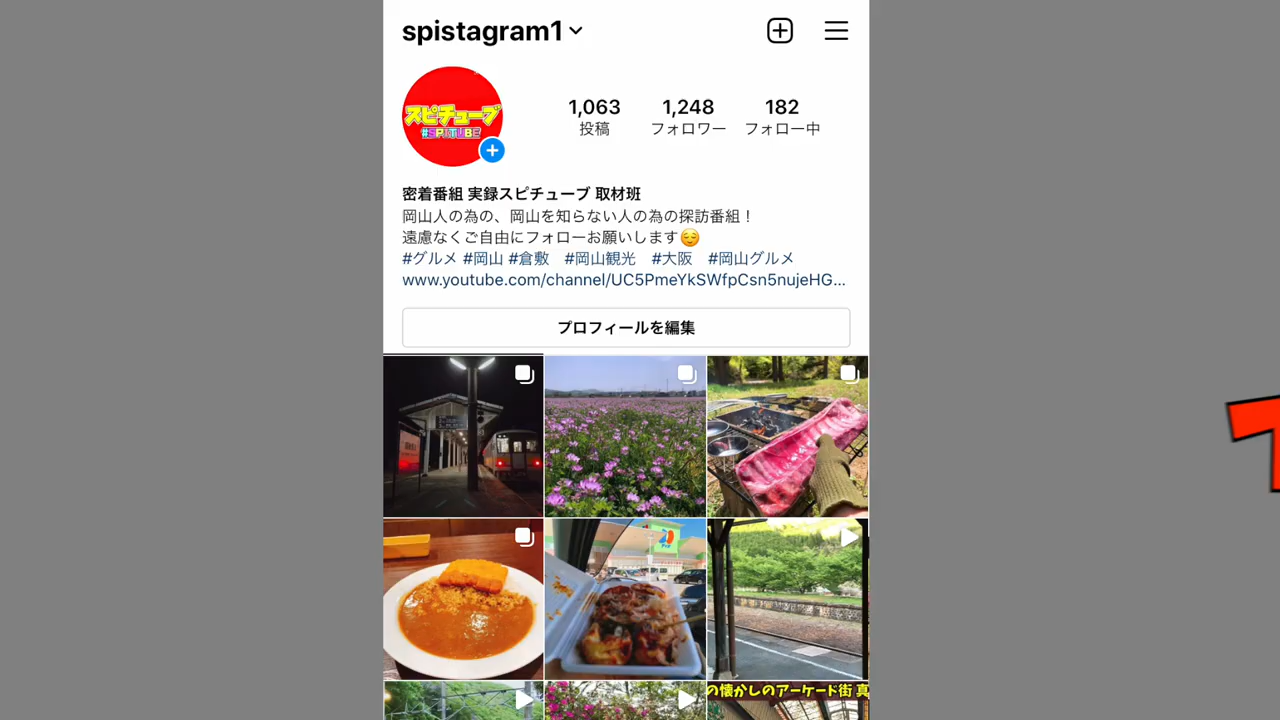 spistagram1
スピチューブ
#SPITUBE
1,063
投稿
1,248
フォロワー
182
フォロー中
密着番組 実録スピチューブ 取材班
岡山人の為の、岡山を知らない人の為の探訪番組！
遠慮なくご自由にフォローお願いします😌
#グルメ #岡山 #倉敷　#岡山観光　#大阪　#岡山グルメ
www.youtube.com/channel/UC5PmeYkSWfpCsn5nujeHG...
プロフィールを編集
の懐かしのアーケード街 真